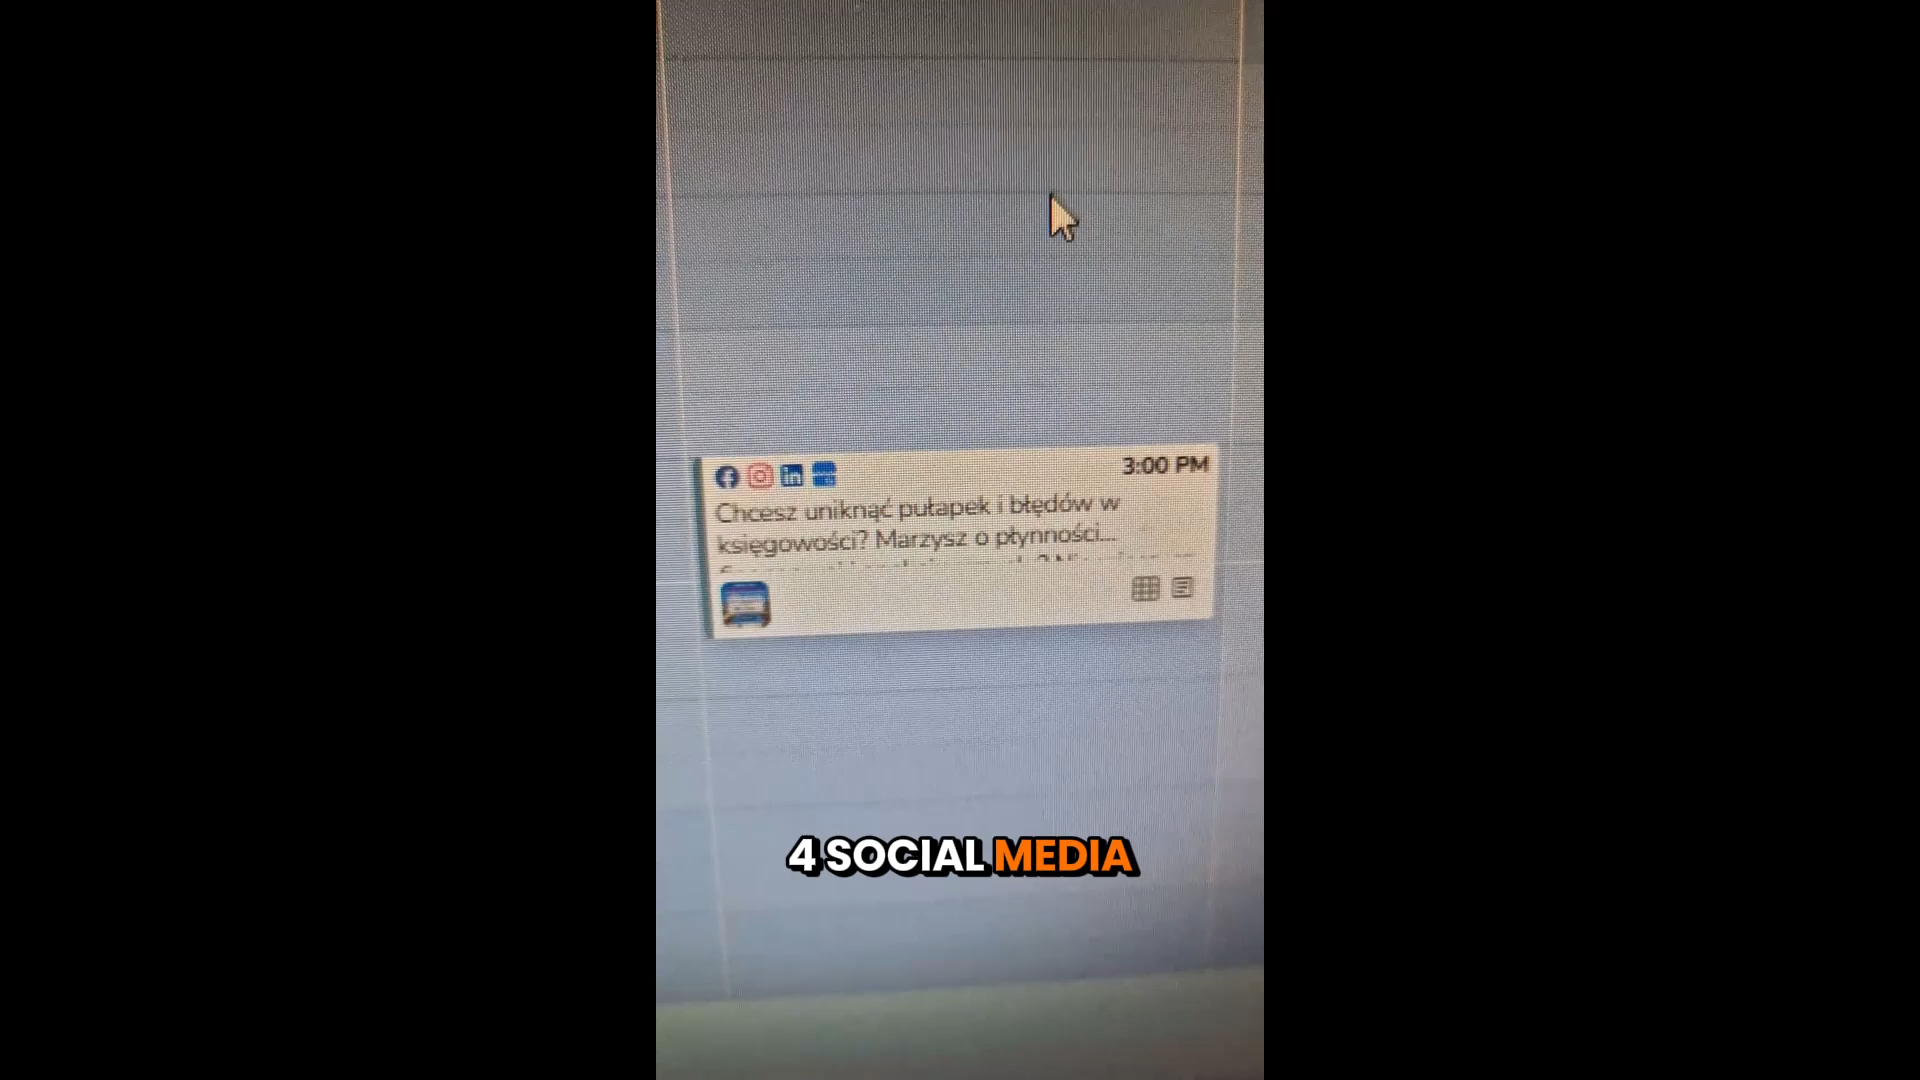 3:00 PM
Chcesz uniknąć pułapek i błędów w
księgowości? Marzysz o płynności...
4 SOCIAL MEDIA